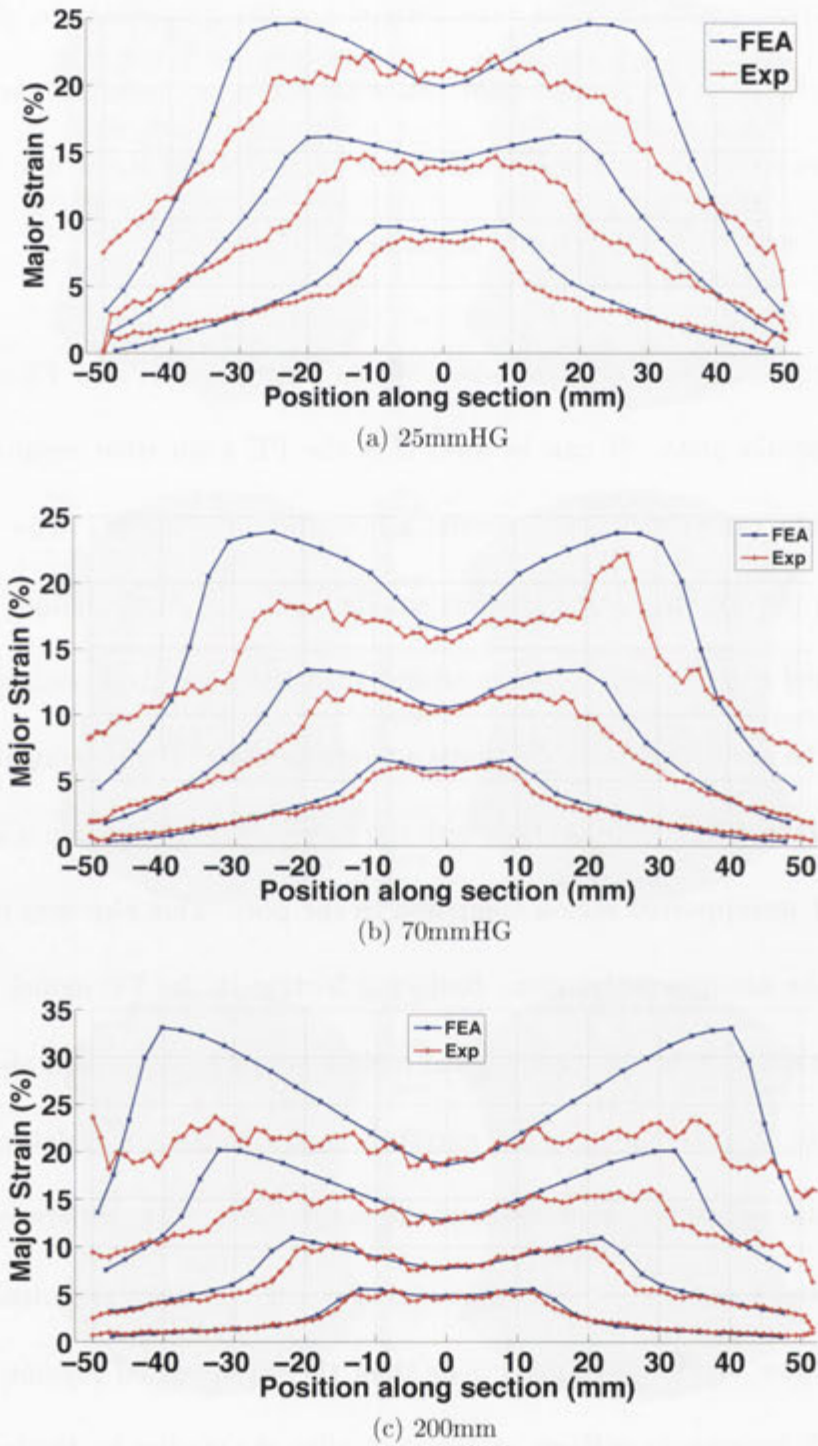 25
20
15
10
5
0
Major Strain (%)
FEA
Exp
−50 −40 −30 −20 −10 0 10 20 30 40 50
Position along section (mm)
(a) 25mmHG
25
20
15
10
5
0
Major Strain (%)
FEA
Exp
−50 −40 −30 −20 −10 0 10 20 30 40 50
Position along section (mm)
(b) 70mmHG
35
30
25
20
15
10
5
0
Major Strain (%)
FEA
Exp
−50 −40 −30 −20 −10 0 10 20 30 40 50
Position along section (mm)
(c) 200mm